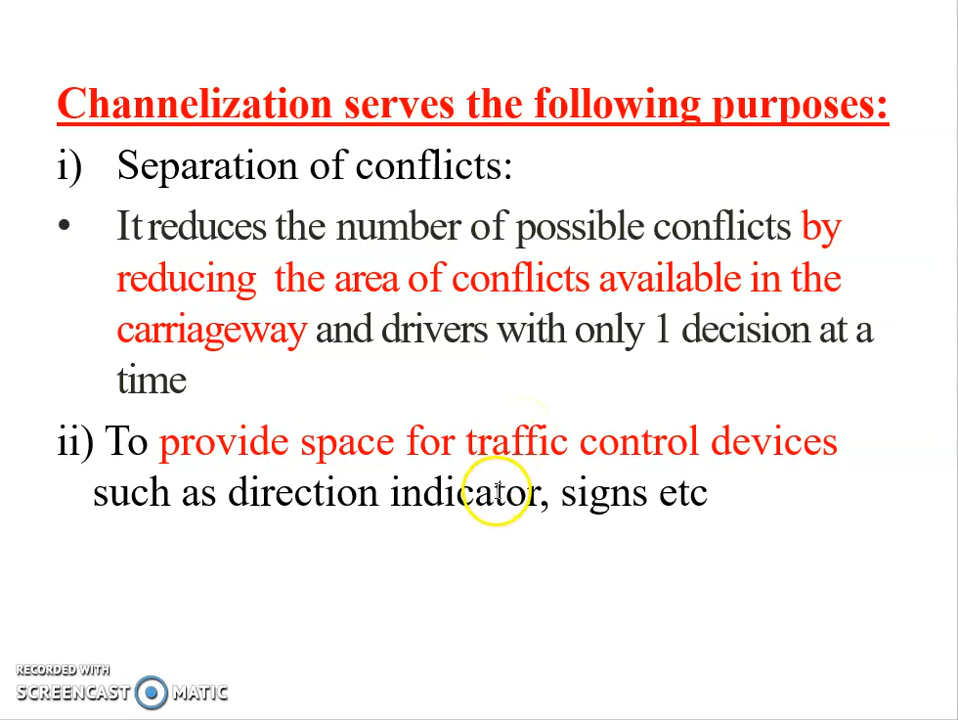 Channelization serves the following purposes:
i) Separation of conflicts:
• It reduces the number of possible conflicts by
reducing the area of conflicts available in the
carriageway and drivers with only 1 decision at a
time
ii) To provide space for traffic control devices
such as direction indicator, signs etc
RECORDED WITH
SCREENCAST MATIC